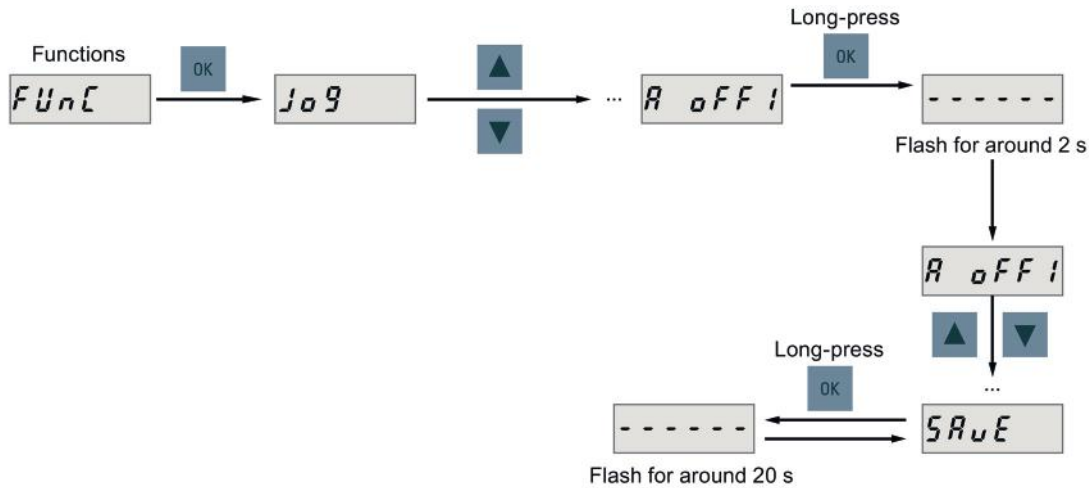 Functions
FUnC
OK
Jog
...
A oFF1
Long-press
OK
------
Flash for around 2 s
A oFF1
...
SAvE
Long-press
OK
------
Flash for around 20 s